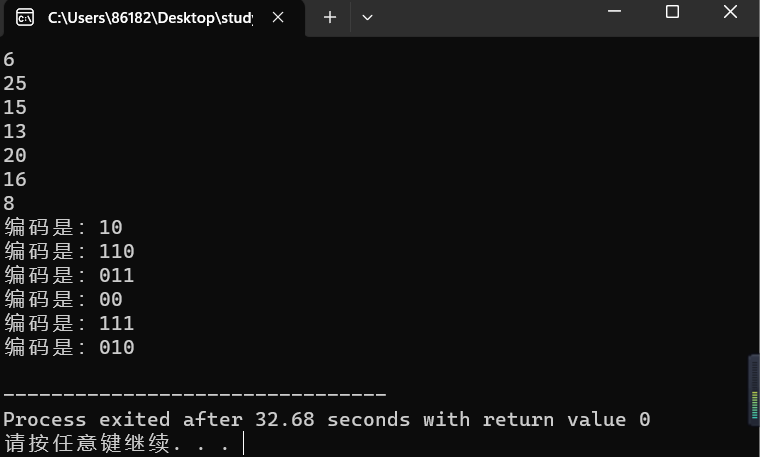 C:\Users\86182\Desktop\study
6
25
15
13
20
16
8
编码是: 10
编码是: 110
编码是: 011
编码是: 00
编码是: 111
编码是: 010
--------------------------------
Process exited after 32.68 seconds with return value 0
请按任意键继续. . .